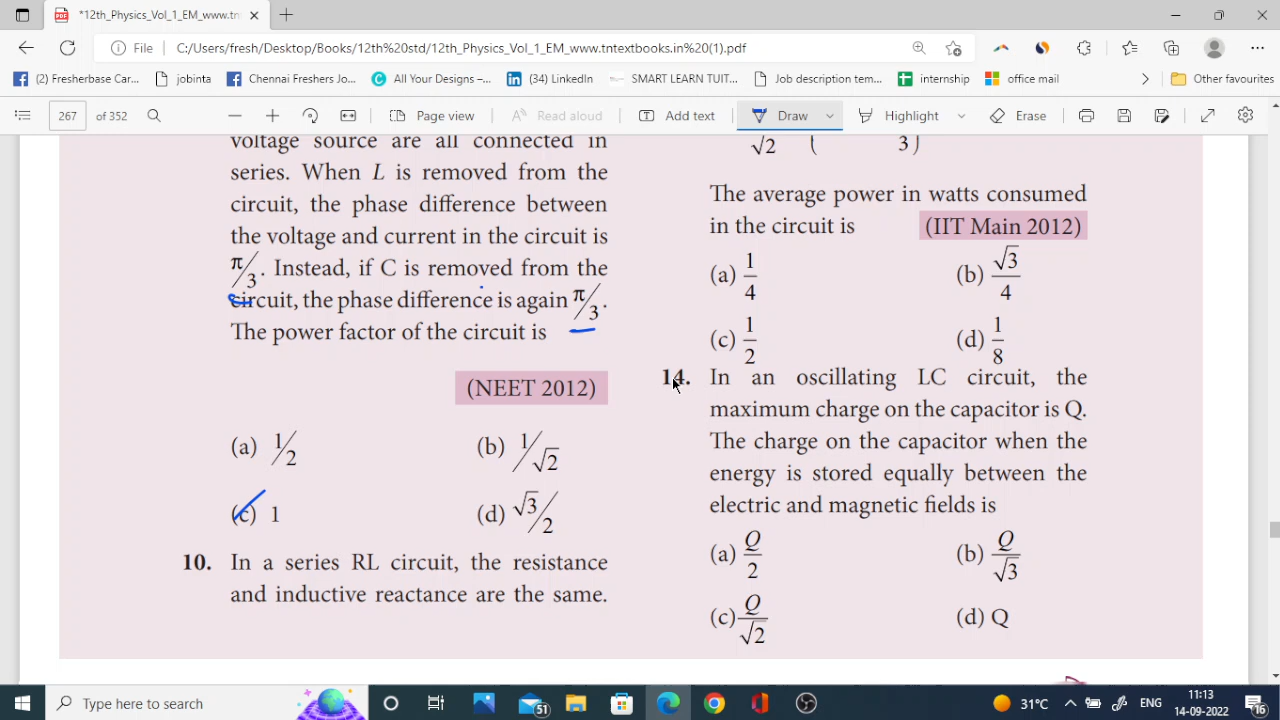 *12th_Physics_Vol_1_EM_www.tn
File C:/Users/fresh/Desktop/Books/12th%20std/12th_Physics_Vol_1_EM_www.tntextbooks.in%20(1).pdf
(2) Fresherbase Car... jobinta Chennai Freshers Jo... All Your Designes –... (34) LinkedIn SMART LEARN TUIT... Job description tem... internship office mail Other favourites
267 of 352 Page view Read aloud Add text Draw Highlight Erase
voltage source are all connected in
series. When L is removed from the
circuit, the phase difference between
the voltage and current in the circuit is
π/3. Instead, if C is removed from the
circuit, the phase difference is again π/3.
The power factor of the circuit is
(NEET 2012)
(a) 1/2 (b) 1/√2
(c) 1 (d) √3/2
10. In a series RL circuit, the resistance
and inductive reactance are the same.
√2 ( 3)
The average power in watts consumed
in the circuit is (IIT Main 2012)
(a) 1/4 (b) √3/4
(c) 1/2 (d) 1/8
14. In an oscillating LC circuit, the
maximum charge on the capacitor is Q.
The charge on the capacitor when the
energy is stored equally between the
electric and magnetic fields is
(a) Q/2 (b) Q/√3
(c) Q/√2 (d) Q
Type here to search 51 31°C ENG 11:13 16
14-09-2022